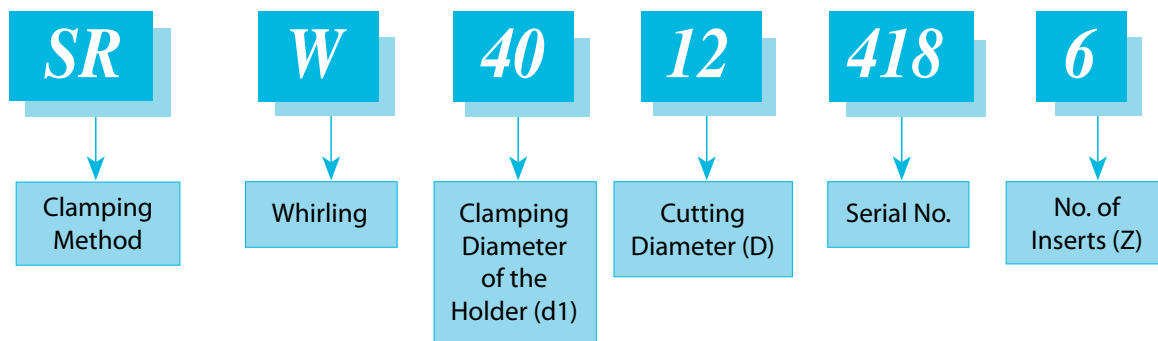 SR W 40 12 418 6
Clamping
Method
Whirling
Clamping
Diameter
of the
Holder (d1)
Cutting
Diameter (D)
Serial No.
No. of
Inserts (Z)